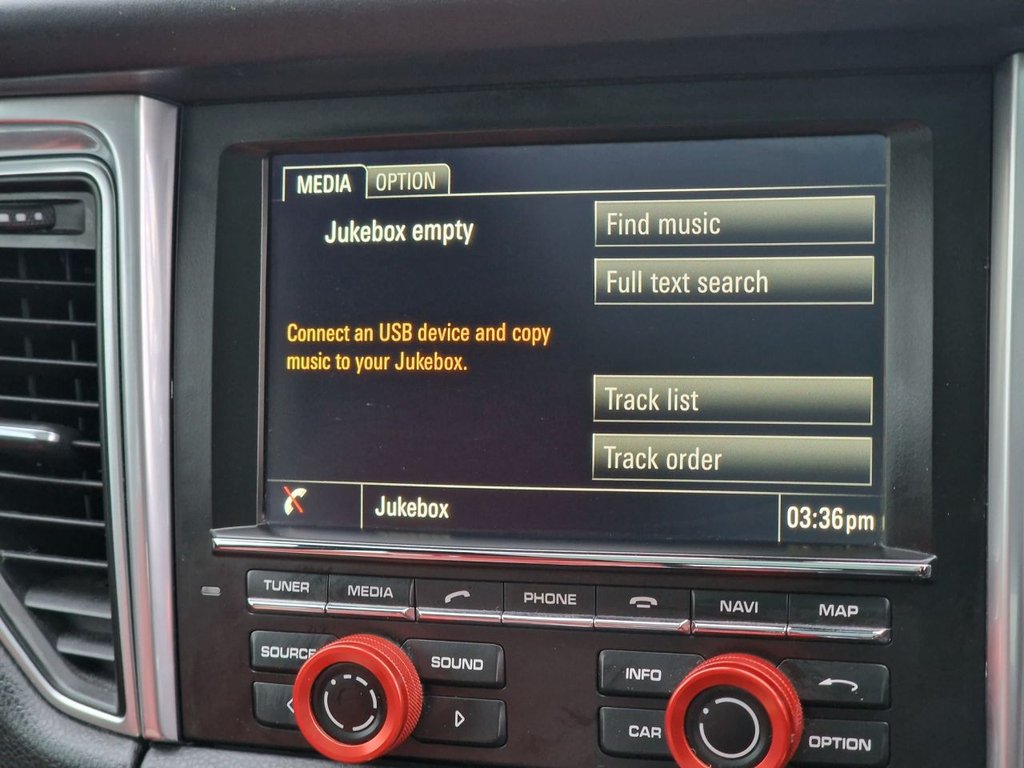 MEDIA
OPTION
Jukebox empty
Find music
Full text search
Connect an USB device and copy
music to your Jukebox.
Track list
Track order
Jukebox
03:36pm
TUNER
MEDIA
PHONE
NAVI
MAP
SOURCE
SOUND
INFO
CAR
OPTION